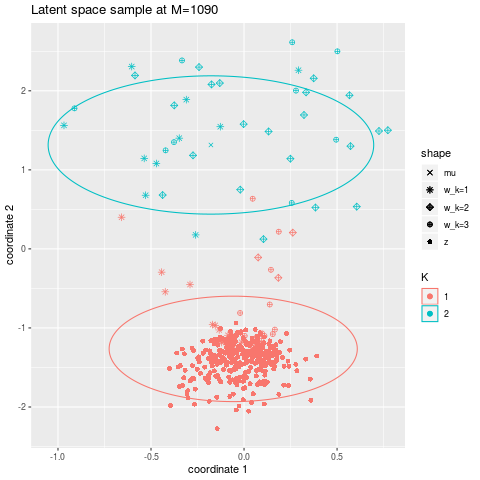 Latent space sample at M=1090
coordinate 2
2
1
0
-1
-2
-1.0
-0.5
0.0
0.5
coordinate 1
shape
mu
w_k=1
w_k=2
w_k=3
z
K
1
2